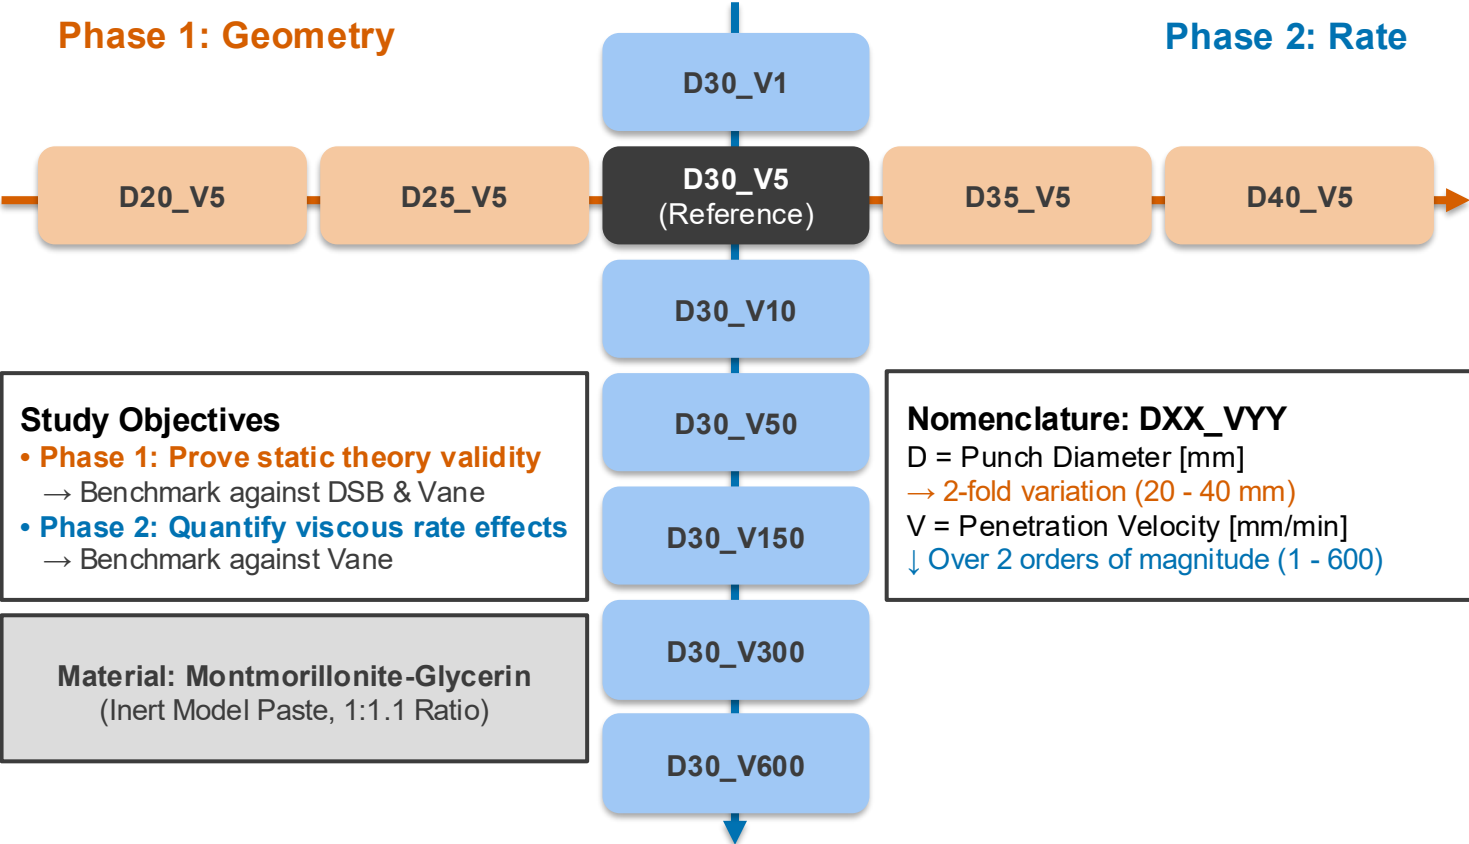 Phase 1: Geometry
Phase 2: Rate
D30_V1
D20_V5
D25_V5
D30_V5
(Reference)
D35_V5
D40_V5
D30_V10
D30_V50
D30_V150
D30_V300
D30_V600
Study Objectives
• Phase 1: Prove static theory validity
→ Benchmark against DSB & Vane
• Phase 2: Quantify viscous rate effects
→ Benchmark against Vane
Nomenclature: DXX_VYY
D = Punch Diameter [mm]
→ 2-fold variation (20 - 40 mm)
V = Penetration Velocity [mm/min]
↓ Over 2 orders of magnitude (1 - 600)
Material: Montmorillonite-Glycerin
(Inert Model Paste, 1:1.1 Ratio)